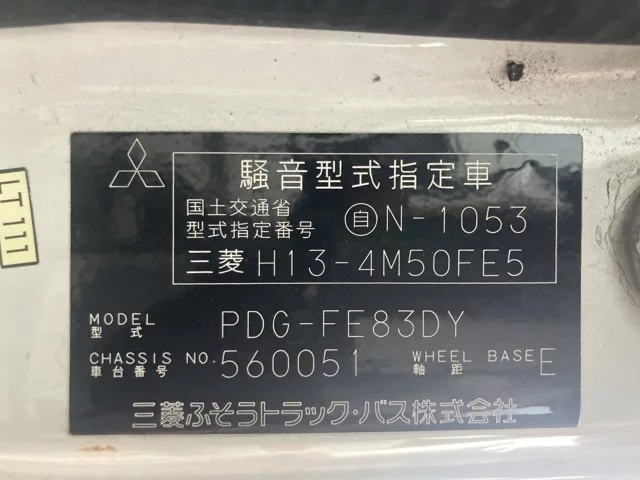 騒音型式指定車
国土交通省
型式指定番号 自N-1053
三菱 H13-4M50FE5
MODEL
型式 PDG-FE83DY
CHASSIS NO. 560051 WHEEL BASE E
車台番号 軸距
三菱ふそうトラック・バス株式会社